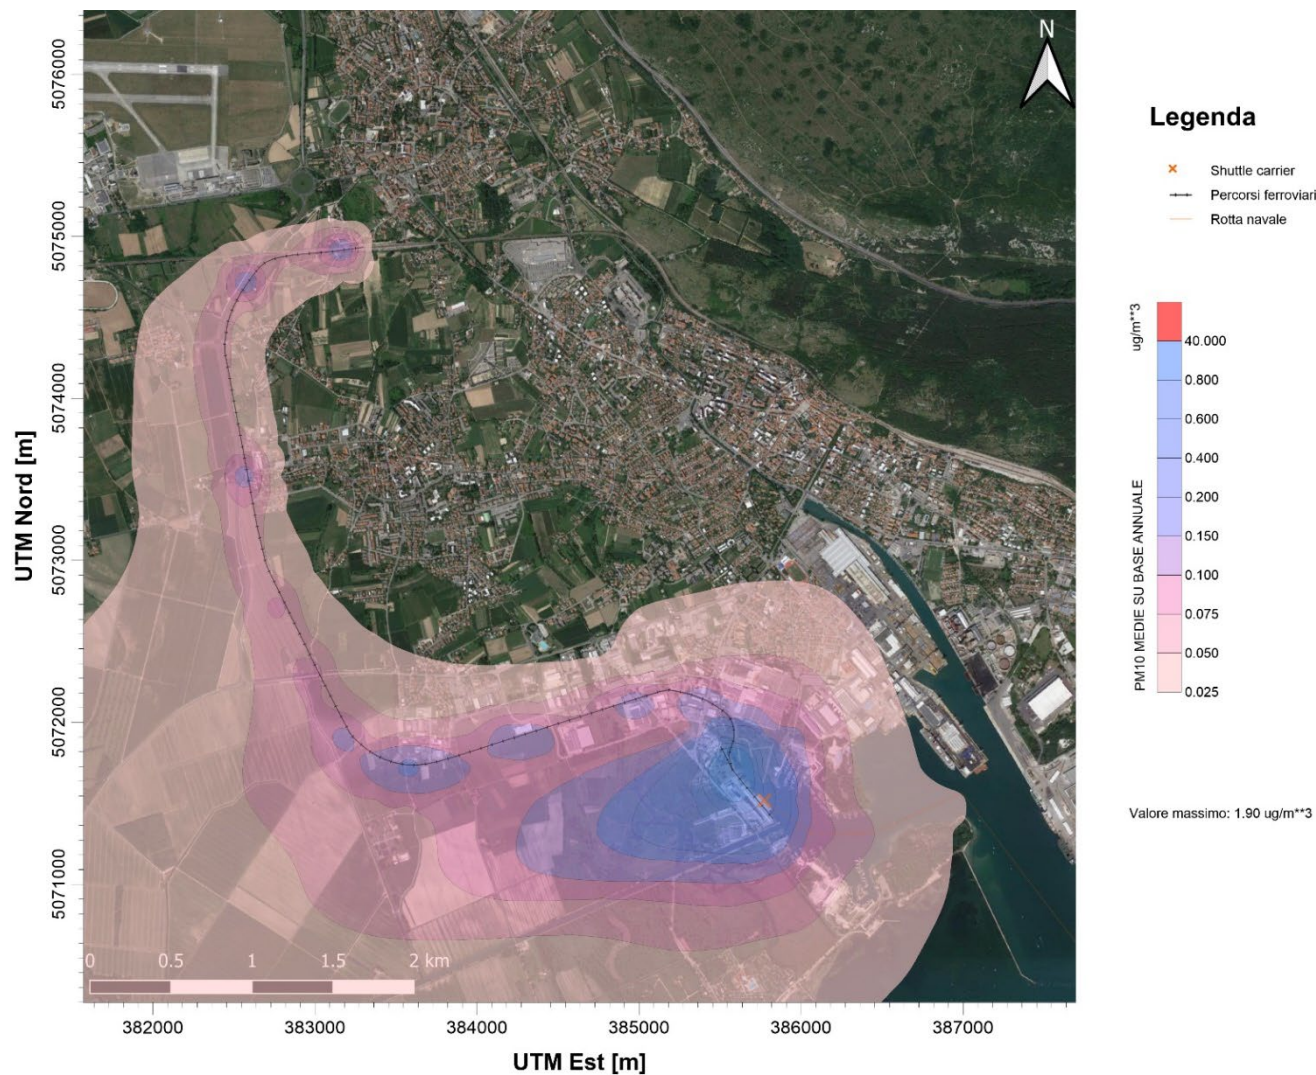 N
5076000
5075000
5074000
5073000
5072000
5071000
UTM Nord [m]
0 0.5 1 1.5 2 km
382000 383000 384000 385000 386000 387000
UTM Est [m]
Legenda
Shuttle carrier
Percorsi ferroviari
Rotta navale
ug/m**3
PM10 MEDIE SU BASE ANNUALE
40.000
0.800
0.600
0.400
0.200
0.150
0.100
0.075
0.050
0.025
Valore massimo: 1.90 ug/m**3